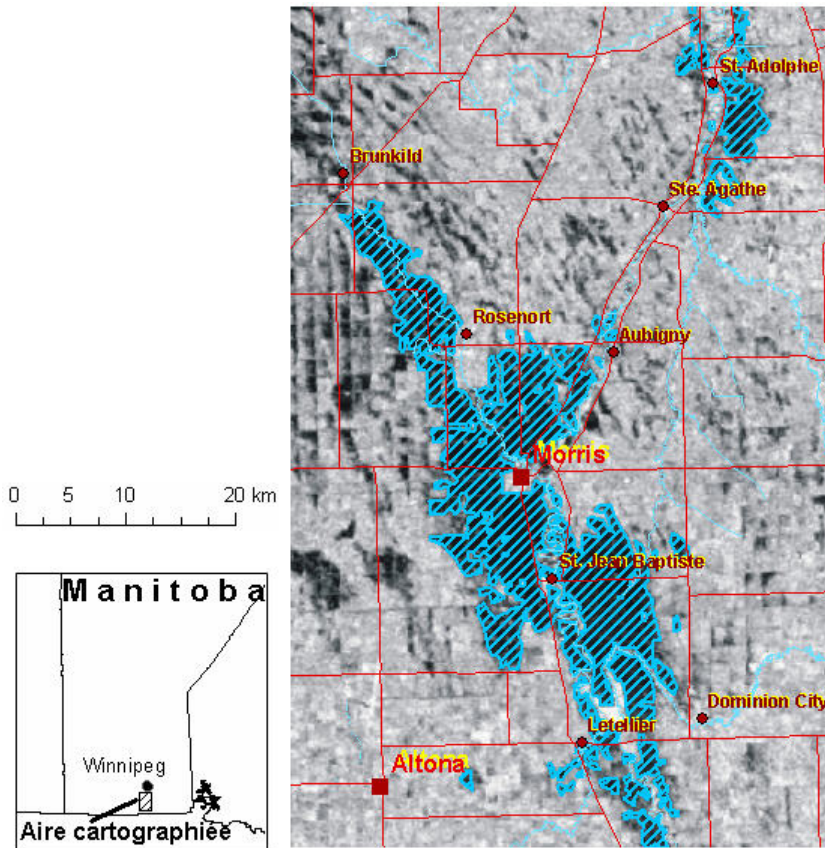 St. Adolphe
Brunkild
Ste. Agathe
Rosenort
Aubigny
Morris
St. Jean Baptiste
Dominion City
Letellier
Altona
0 5 10 20 km
Manitoba
Winnipeg
Aire cartographiée